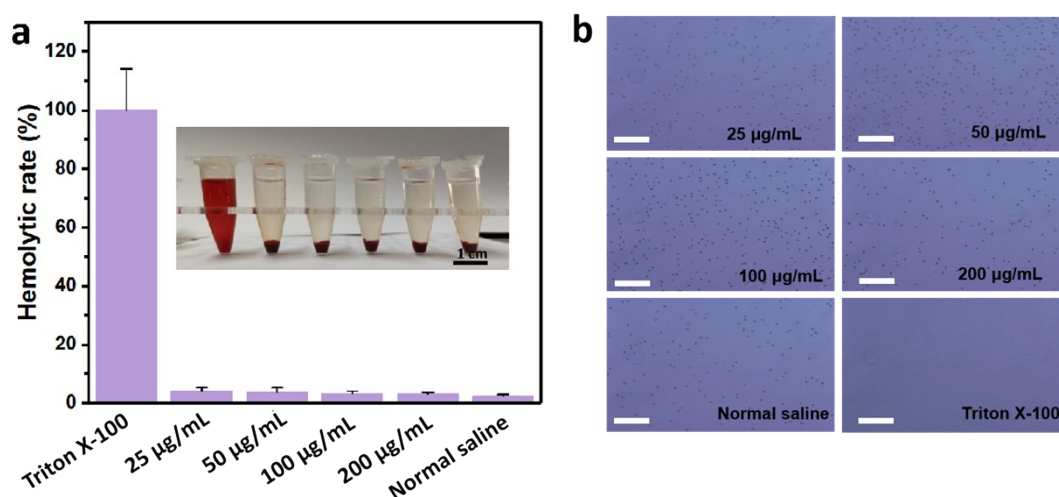 a
Hemolytic rate (%)
120
100
80
60
40
20
0
1 cm
Triton X-100
25 µg/mL
50 µg/mL
100 µg/mL
200 µg/mL
Normal saline
b
25 µg/mL
50 µg/mL
100 µg/mL
200 µg/mL
Normal saline
Triton X-100